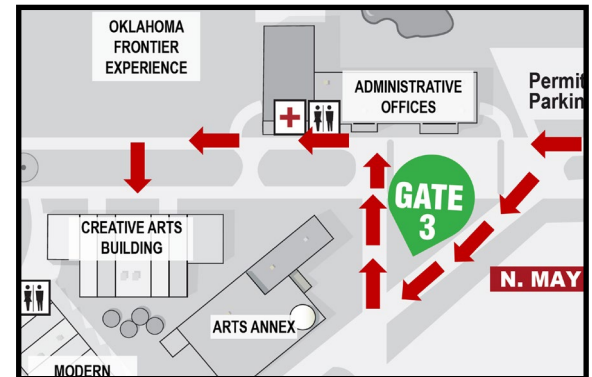 OKLAHOMA
FRONTIER
EXPERIENCE
ADMINISTRATIVE
OFFICES
Permit
Parkin
GATE
3
CREATIVE ARTS
BUILDING
N. MAY
ARTS ANNEX
MODERN